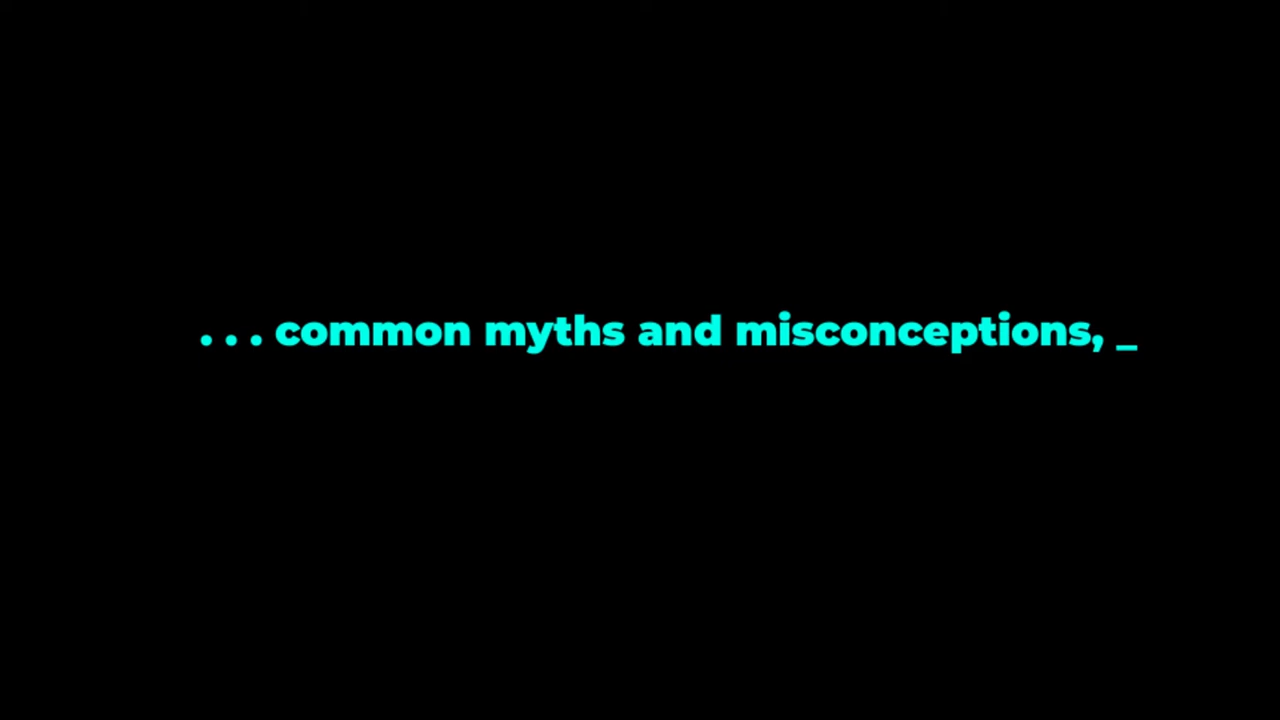 . . . common myths and misconceptions, _